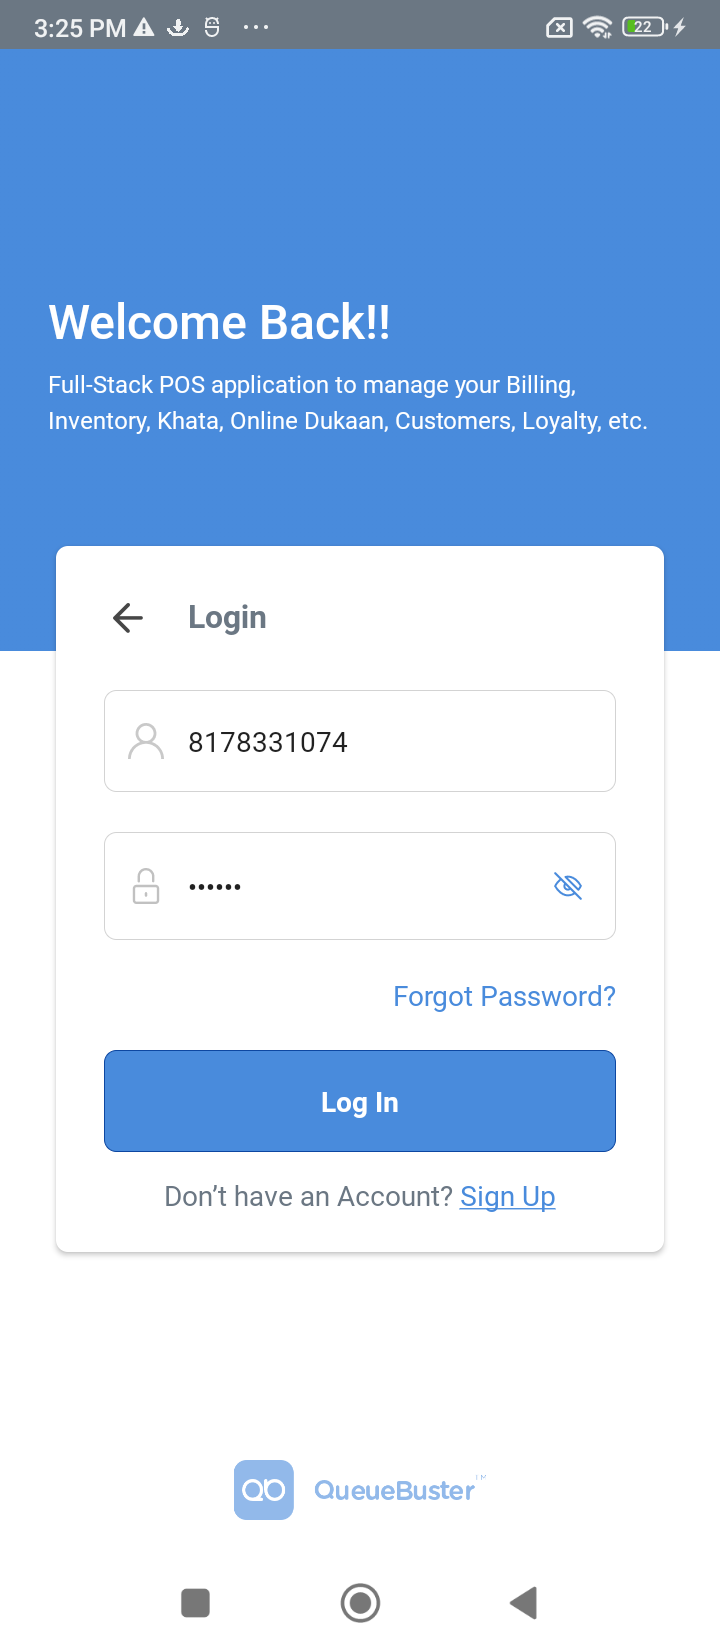 3:25 PM
22
Welcome Back!!
Full-Stack POS application to manage your Billing,
Inventory, Khata, Online Dukaan, Customers, Loyalty, etc.
Login
8178331074
••••••
Forgot Password?
Log In
Don't have an Account? Sign Up
QueueBuster™